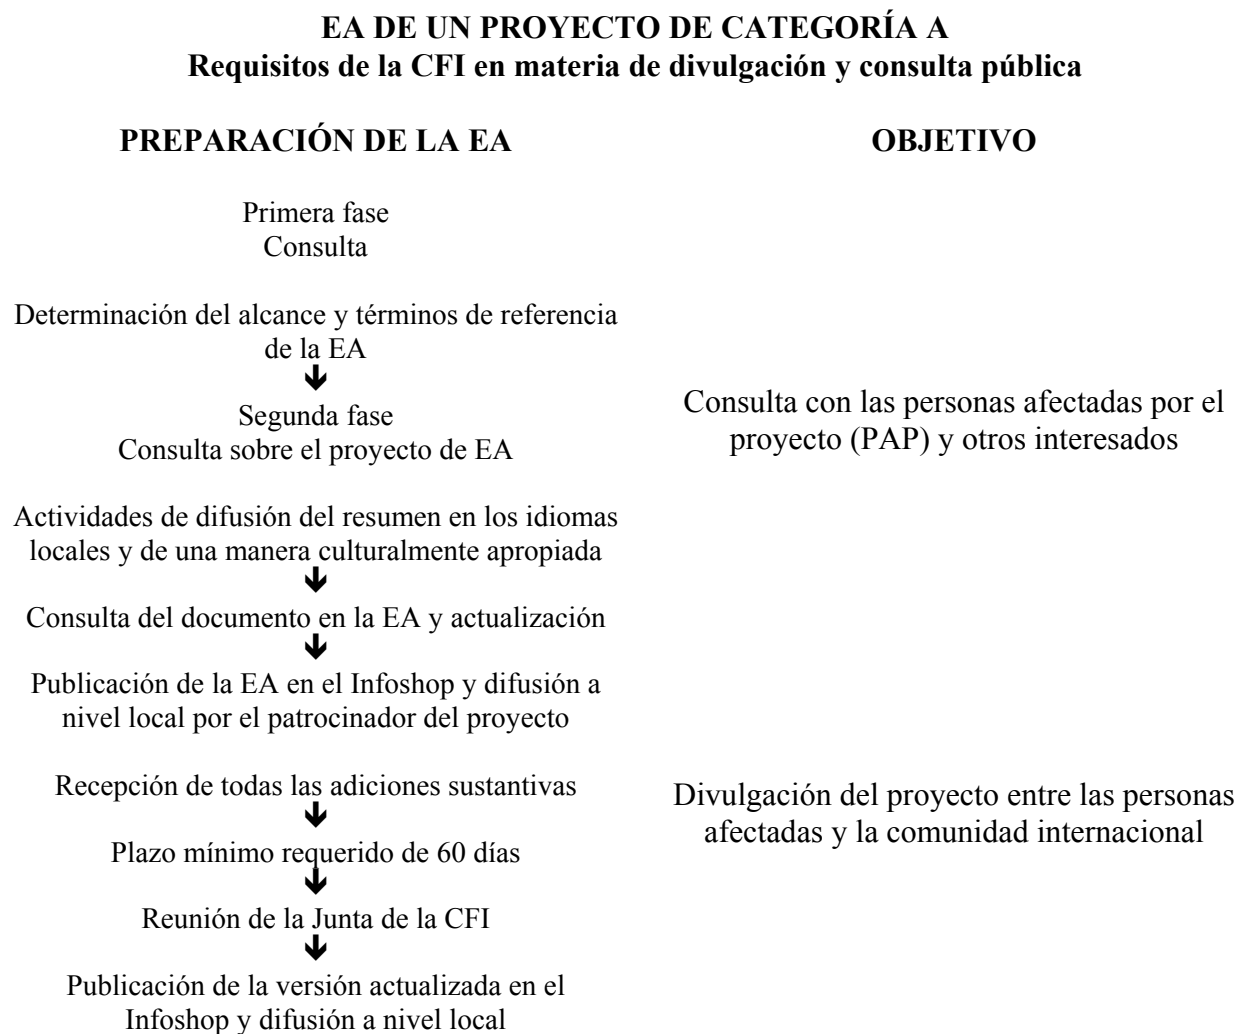 EA DE UN PROYECTO DE CATEGORÍA A
Requisitos de la CFI en materia de divulgación y consulta pública
PREPARACIÓN DE LA EA
OBJETIVO
Primera fase
Consulta
Determinación del alcance y términos de referencia
de la EA
Segunda fase
Consulta sobre el proyecto de EA
Consulta con las personas afectadas por el
proyecto (PAP) y otros interesados
Actividades de difusión del resumen en los idiomas
locales y de una manera culturalmente apropiada
Consulta del documento en la EA y actualización
Publicación de la EA en el Infoshop y difusión a
nivel local por el patrocinador del proyecto
Recepción de todas las adiciones sustantivas
Plazo mínimo requerido de 60 días
Divulgación del proyecto entre las personas
afectadas y la comunidad internacional
Reunión de la Junta de la CFI
Publicación de la versión actualizada en el
Infoshop y difusión a nivel local